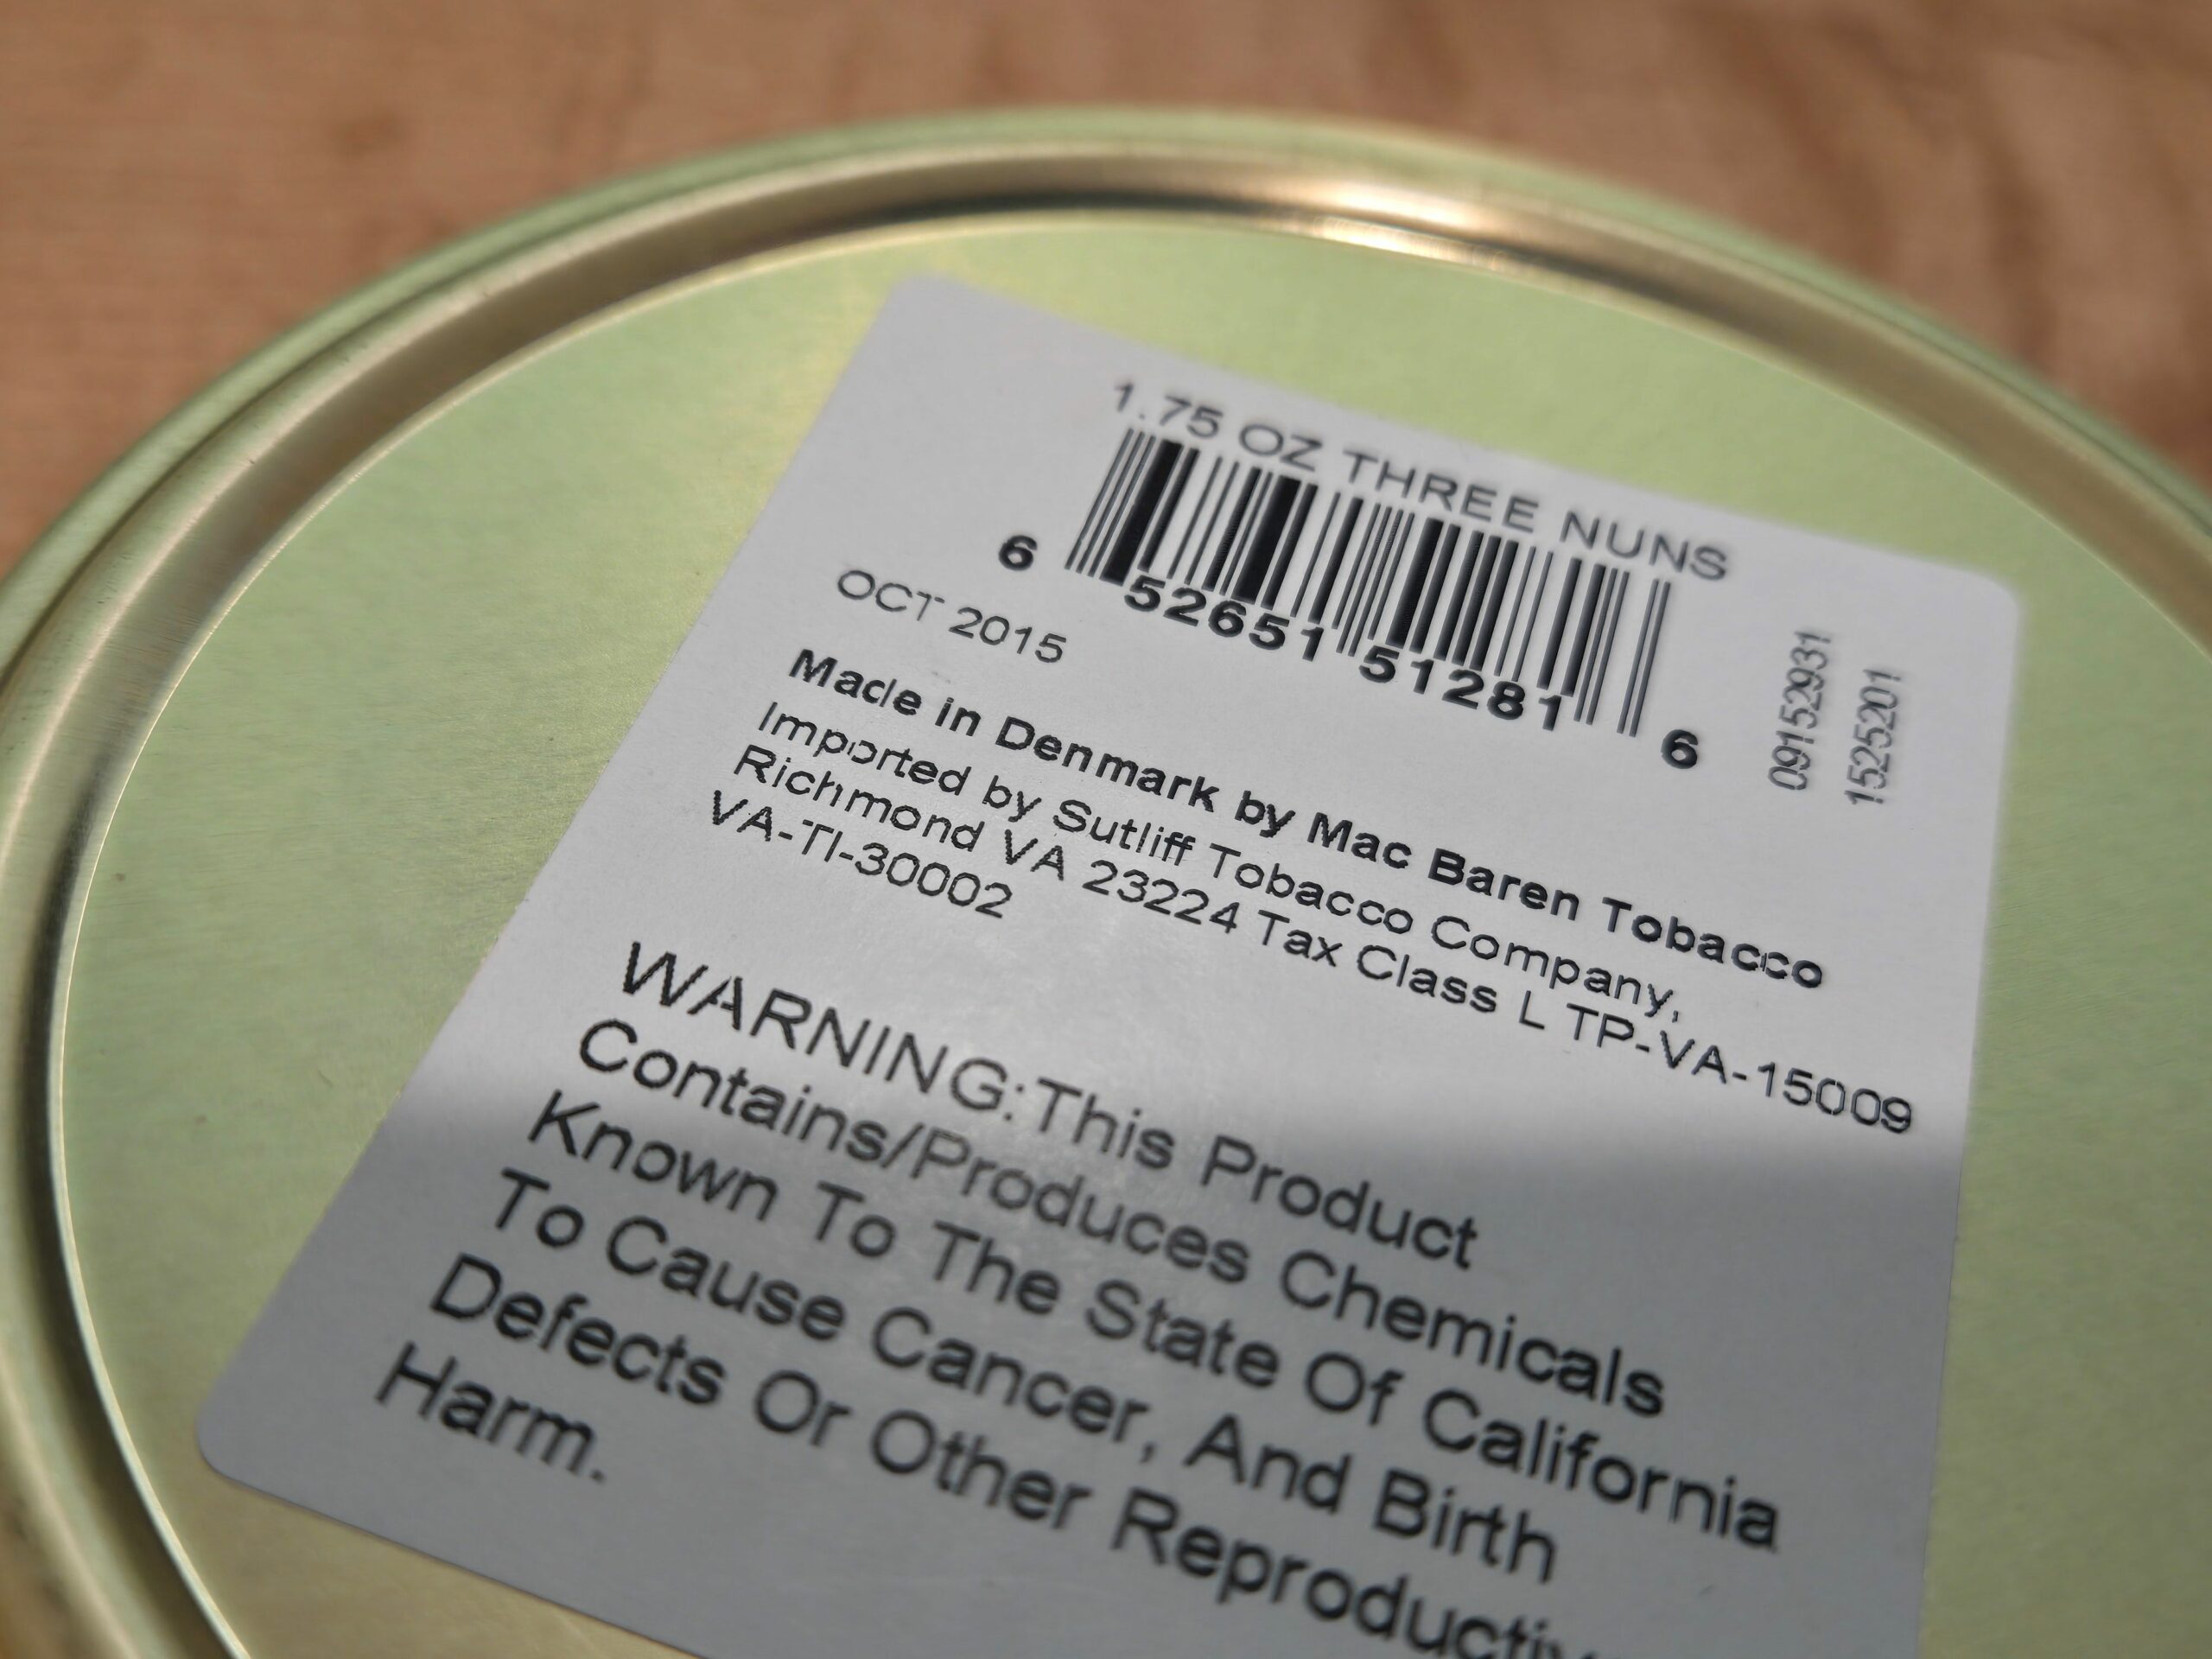 1.75 OZ THREE NUNS
6 52651 51281 6
OCT 2015
09152931
1525201
Made in Denmark by Mac Baren Tobacco
Imported by Sutliff Tobacco Company,
Richmond VA 23224 Tax Class L TP-VA-15009
VA-TI-30002
WARNING: This Product
Contains/Produces Chemicals
Known To The State Of California
To Cause Cancer, And Birth
Defects Or Other Reproductiv
Harm.